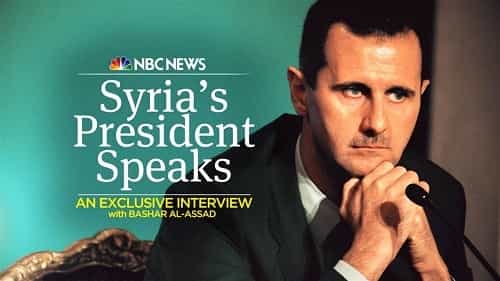 NBC NEWS
Syria's
President
Speaks
AN EXCLUSIVE INTERVIEW
with BASHAR AL-ASSAD